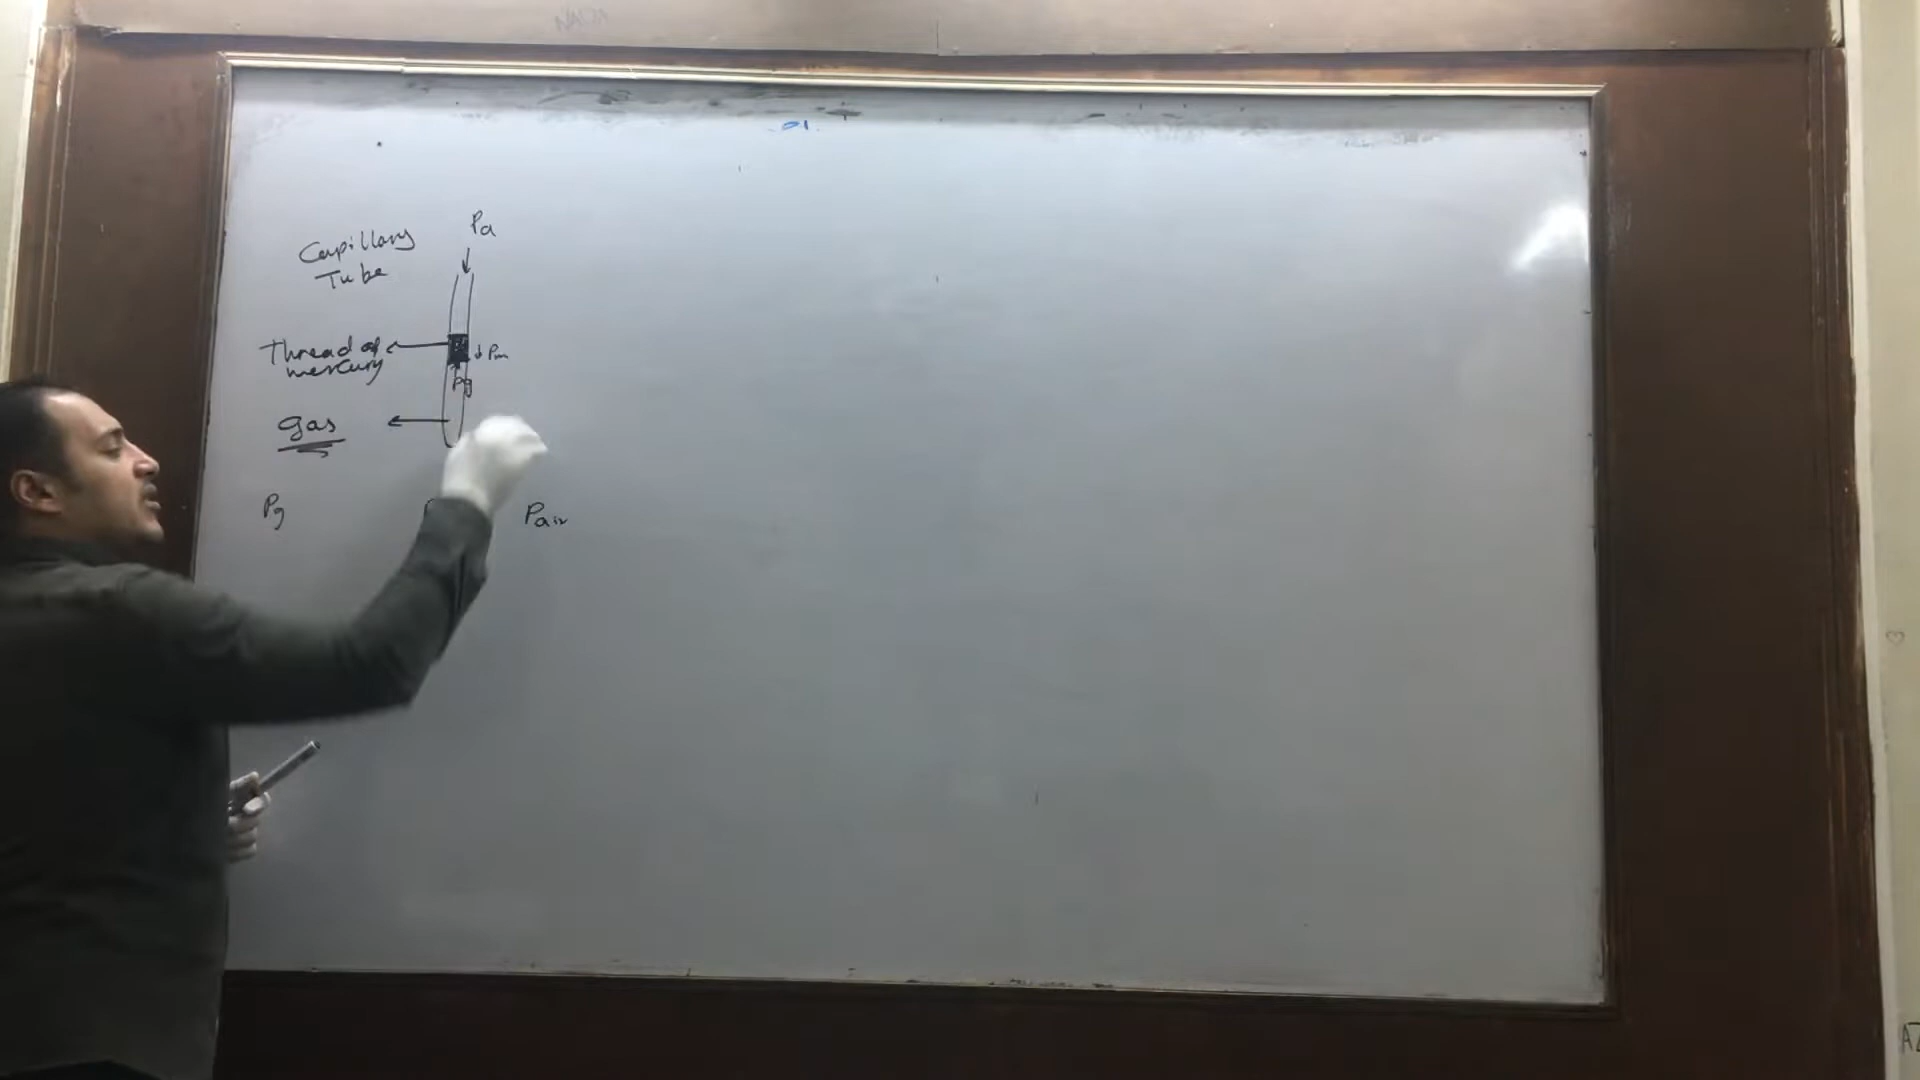 Pa
Capillary
Tube
Thread of
mercury
Pm
Pg
gas
Pg
Pair